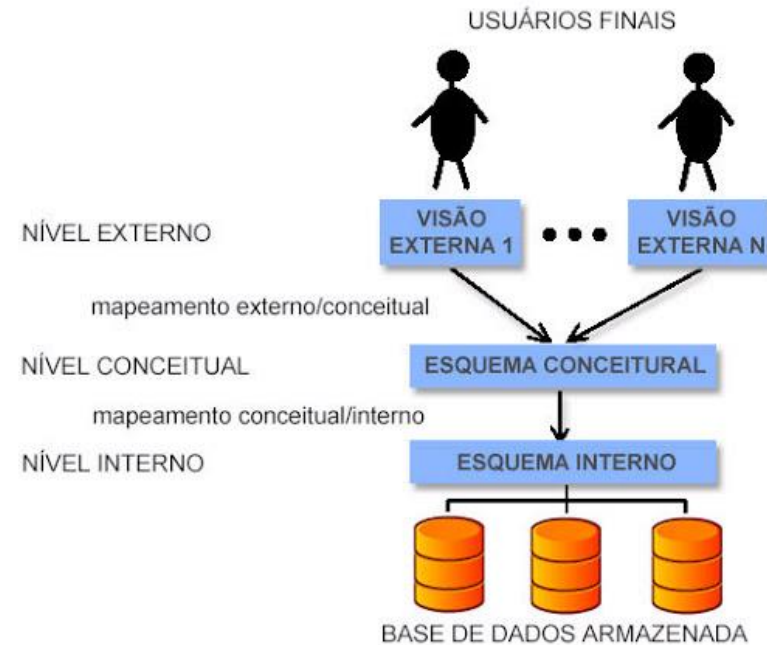 USUÁRIOS FINAIS
NÍVEL EXTERNO
VISÃO
EXTERNA 1
VISÃO
EXTERNA N
mapeamento externo/conceitual
NÍVEL CONCEITUAL
ESQUEMA CONCEITURAL
mapeamento conceitual/interno
NÍVEL INTERNO
ESQUEMA INTERNO
BASE DE DADOS ARMAZENADA